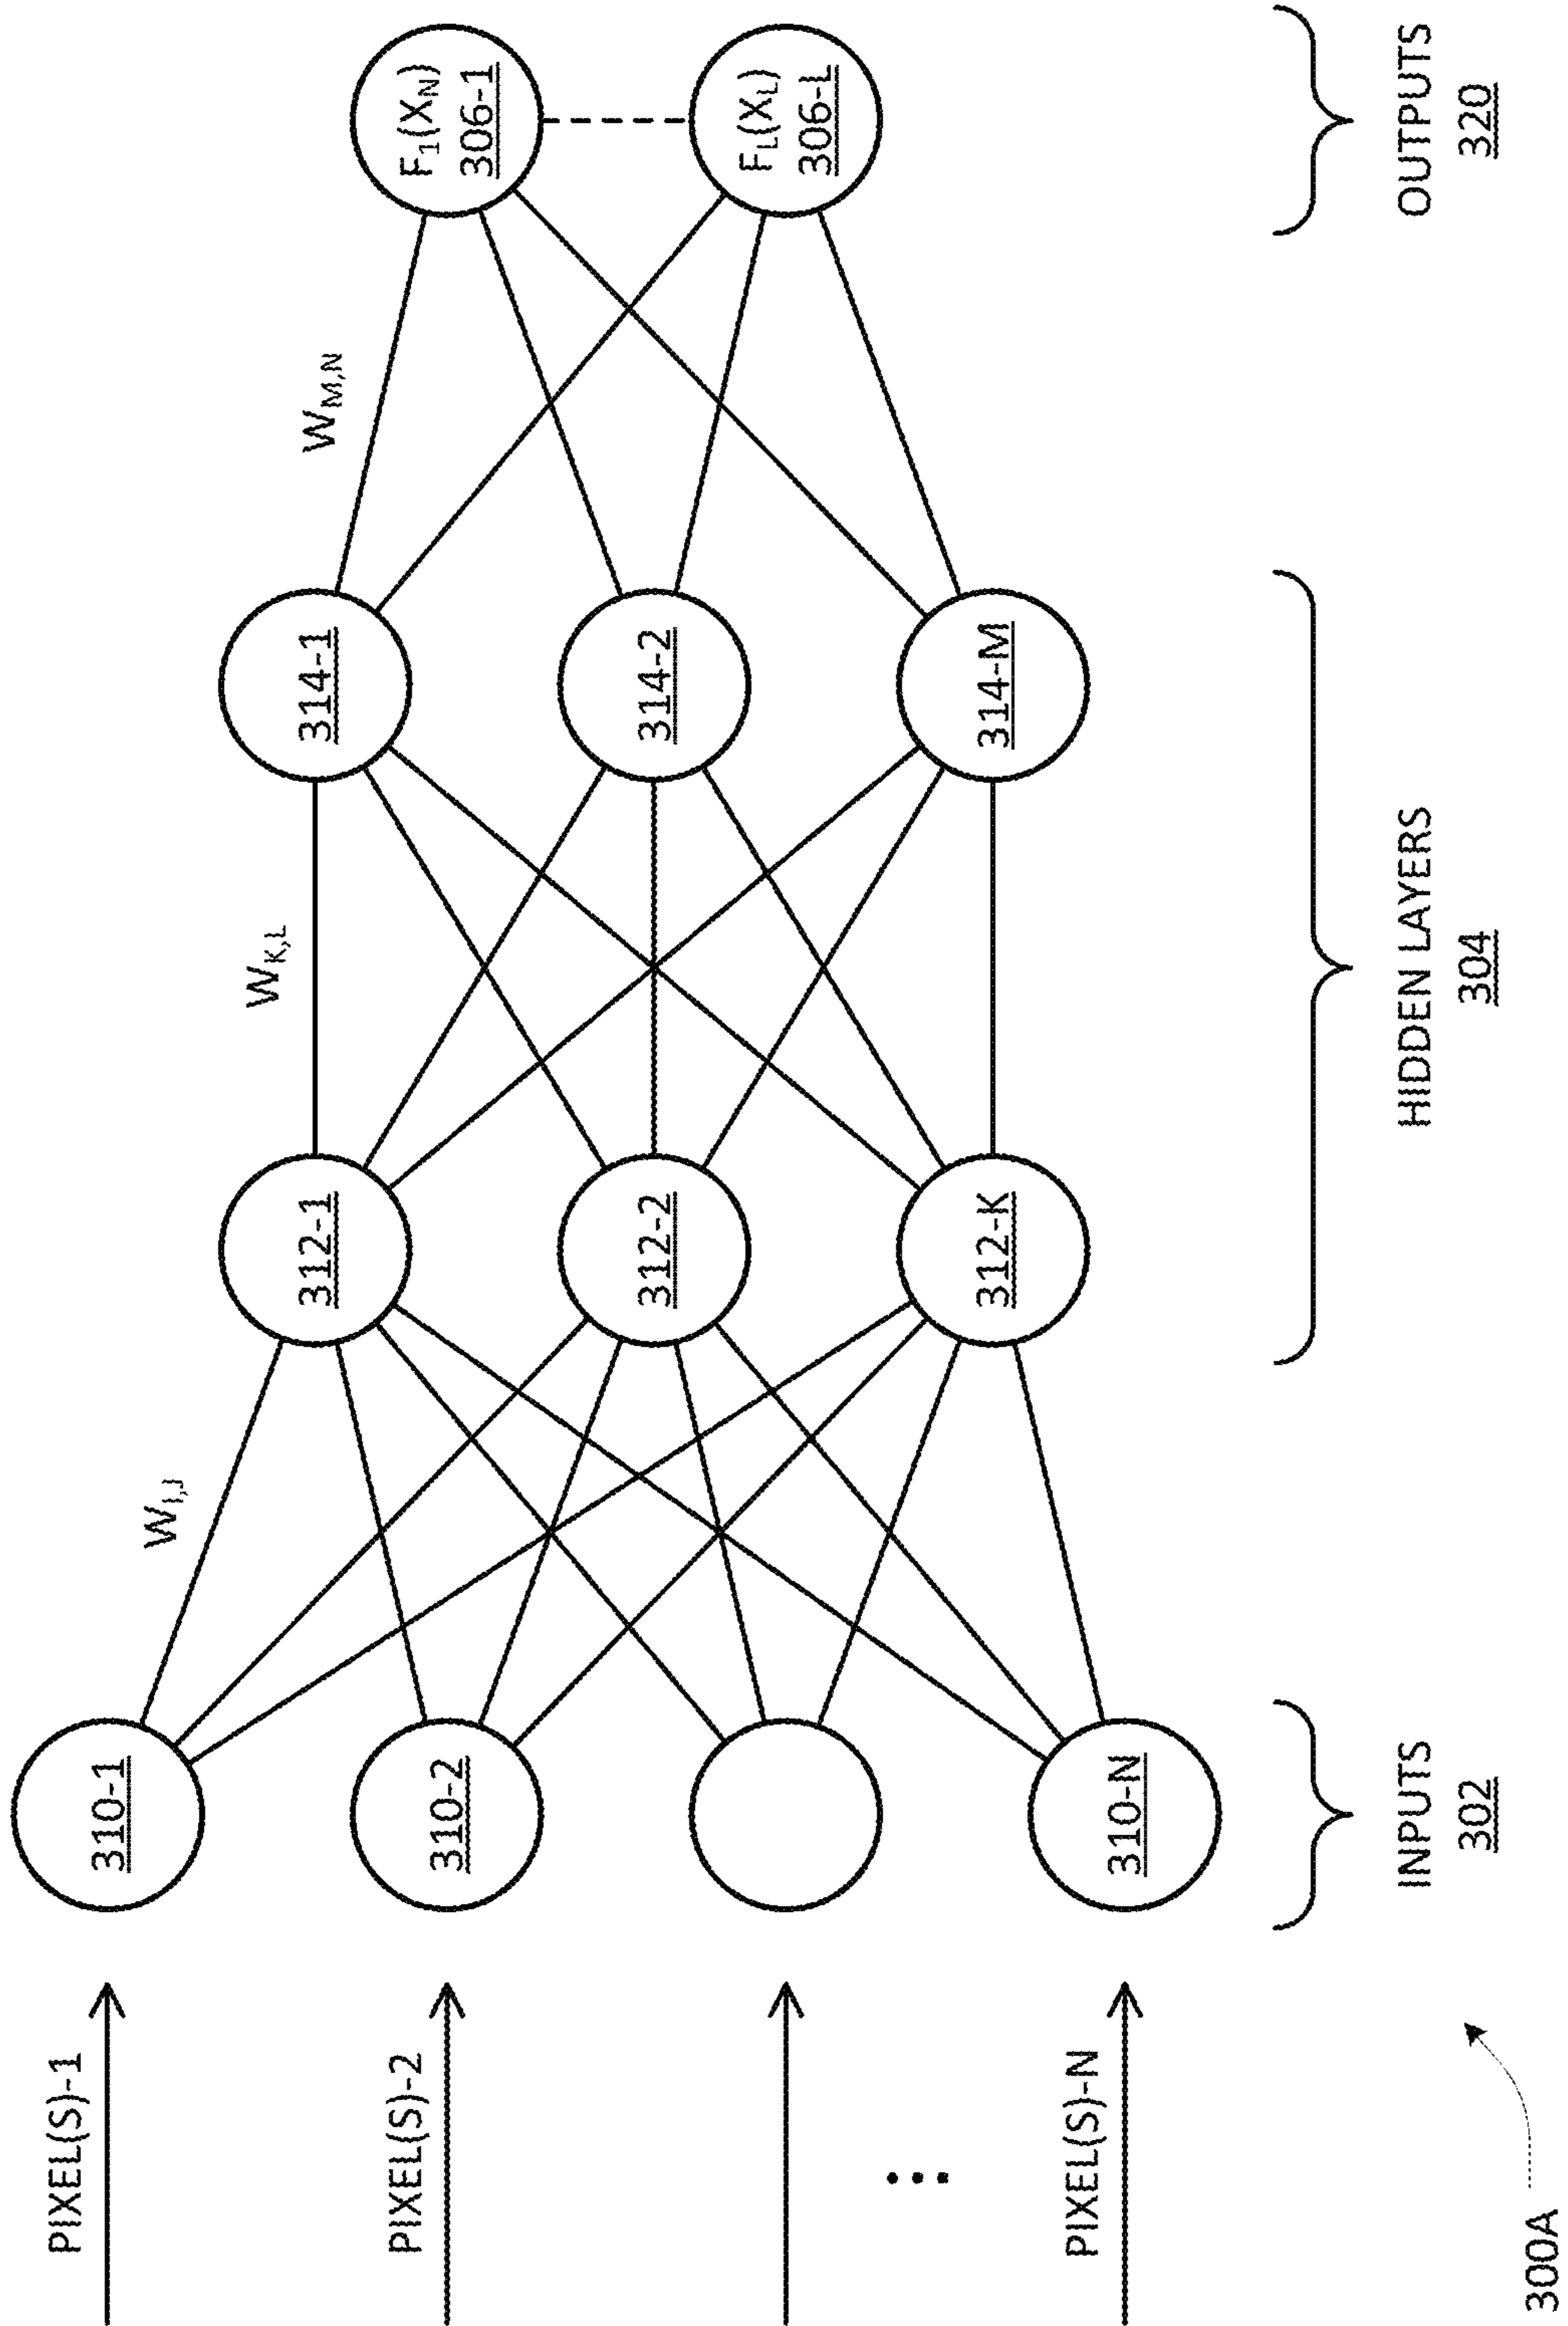 PIXEL(S)-1
PIXEL(S)-2
PIXEL(S)-N
310-1
310-2
310-N
W_{I,J}
312-1
312-2
312-K
W_{K,L}
314-1
314-2
314-M
W_{M,N}
F₁(X_N)
306-1
F_L(X_L)
306-L
300A
INPUTS
302
HIDDEN LAYERS
304
OUTPUTS
320